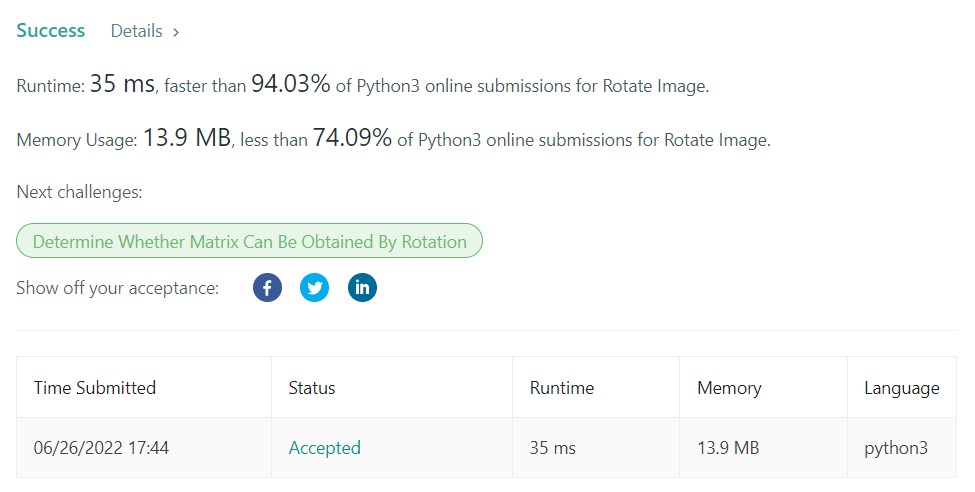 Success Details >
Runtime: 35 ms, faster than 94.03% of Python3 online submissions for Rotate Image.
Memory Usage: 13.9 MB, less than 74.09% of Python3 online submissions for Rotate Image.
Next challenges:
Determine Whether Matrix Can Be Obtained By Rotation
Show off your acceptance: f in
Time Submitted Status Runtime Memory Language
06/26/2022 17:44 Accepted 35 ms 13.9 MB python3